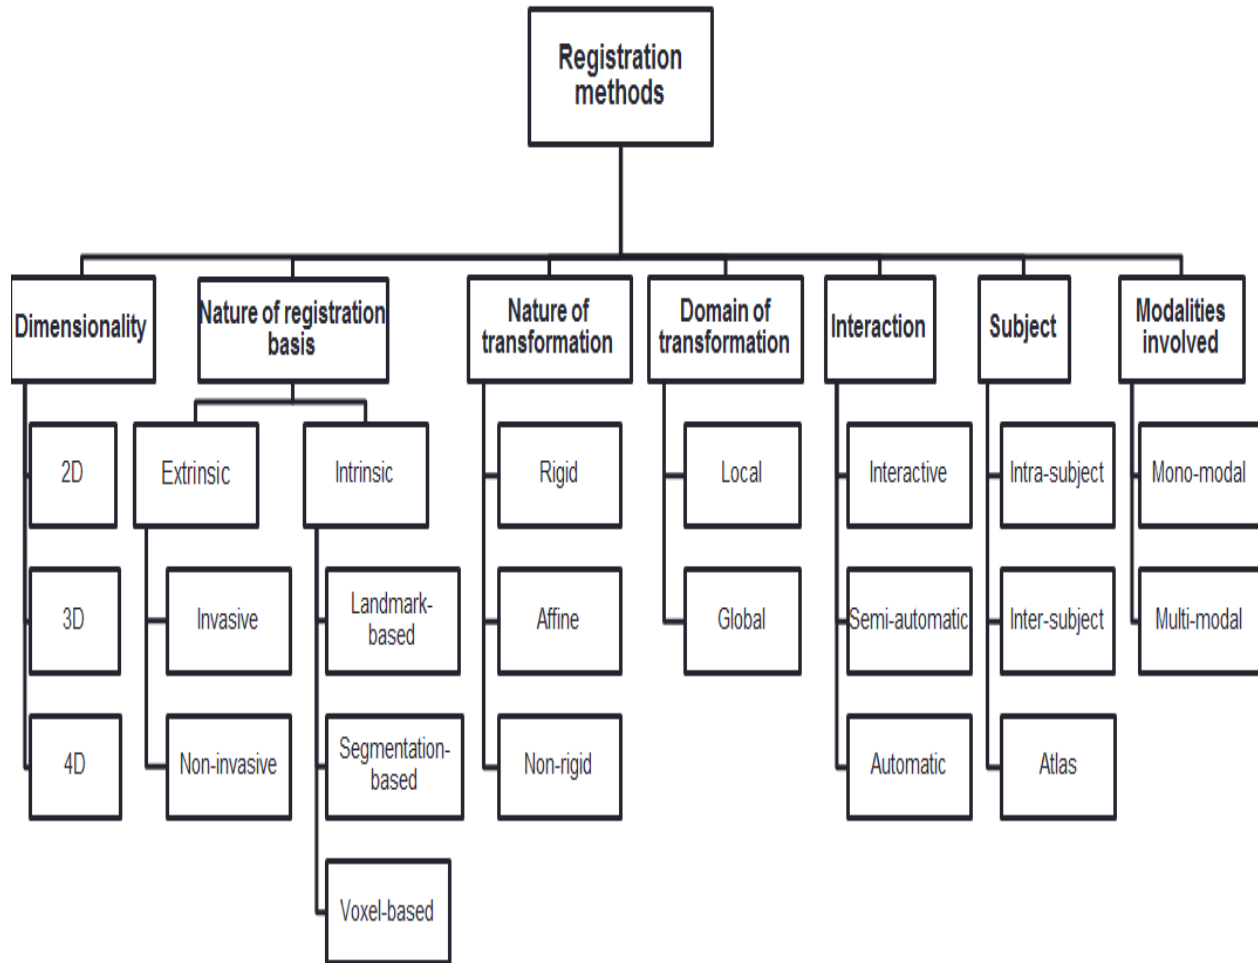 Registration
methods
Dimensionality
Nature of registration
basis
Nature of
transformation
Domain of
transformation
Interaction
Subject
Modalities
involved
2D
Extrinsic
Intrinsic
Rigid
Local
Interactive
Intra-subject
Mono-modal
3D
Invasive
Landmark-
based
Affine
Global
Semi-automatic
Inter-subject
Multi-modal
4D
Non-invasive
Segmentation-
based
Non-rigid
Automatic
Atlas
Voxel-based